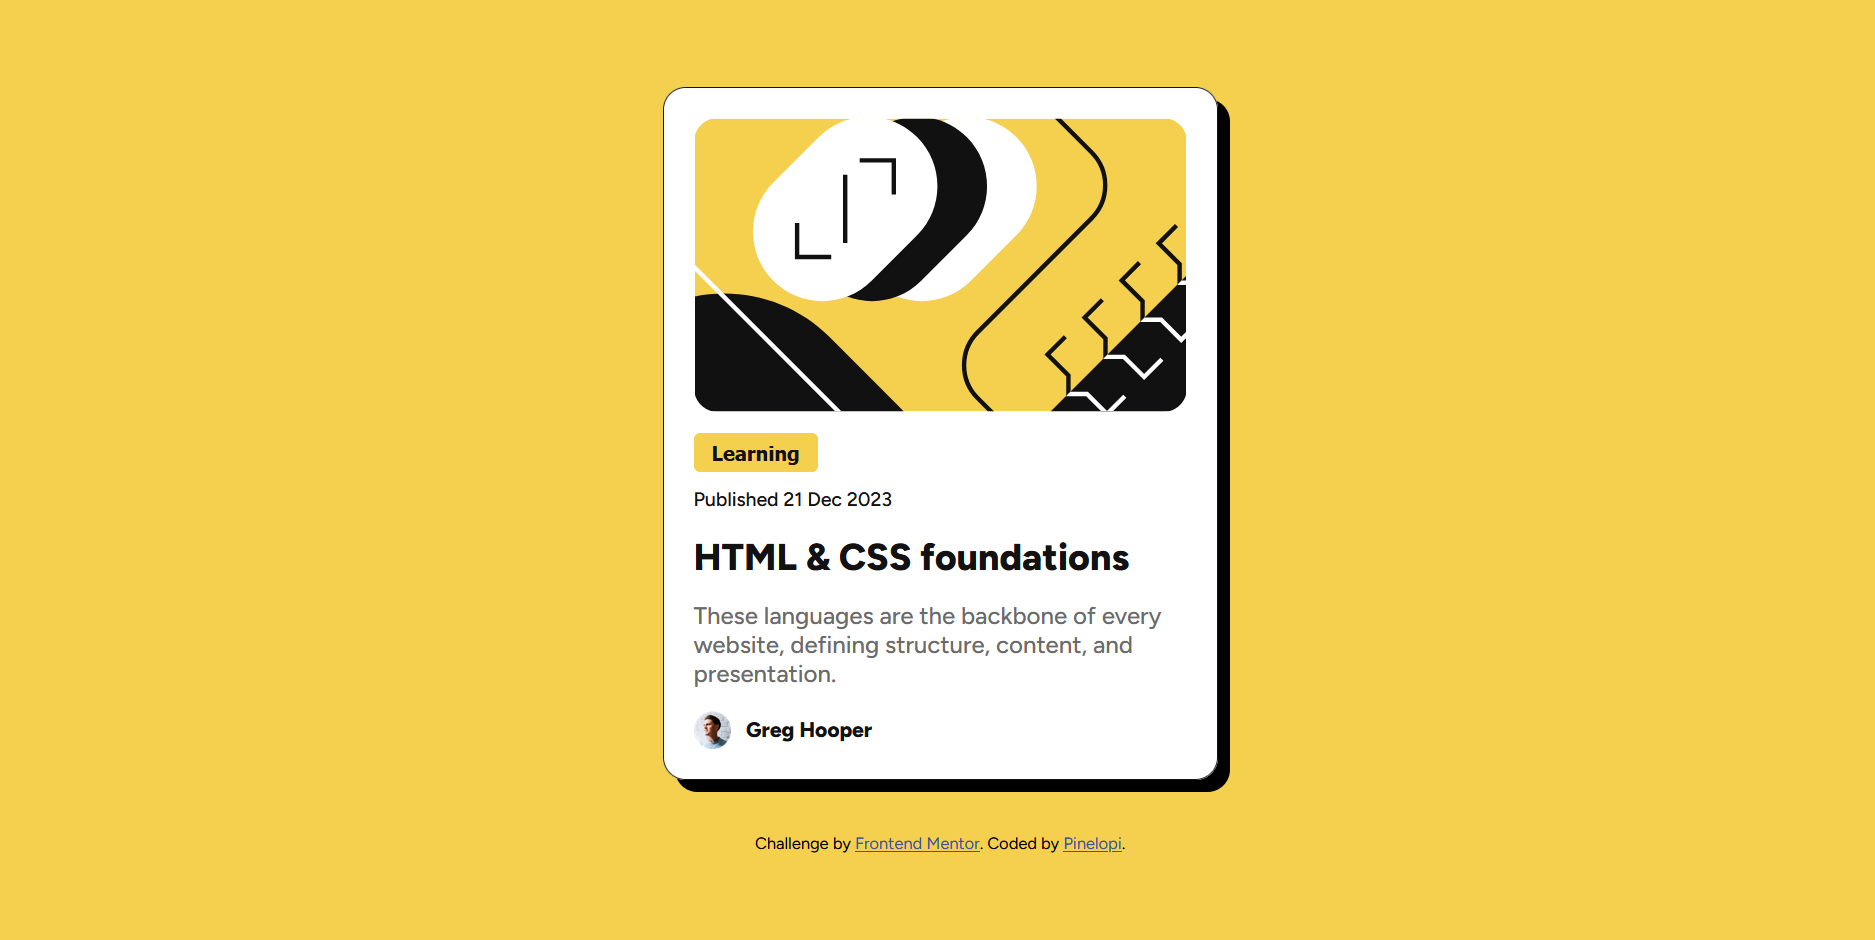 Learning
Published 21 Dec 2023
HTML & CSS foundations
These languages are the backbone of every
website, defining structure, content, and
presentation.
Greg Hooper
Challenge by Frontend Mentor. Coded by Pinelopi.